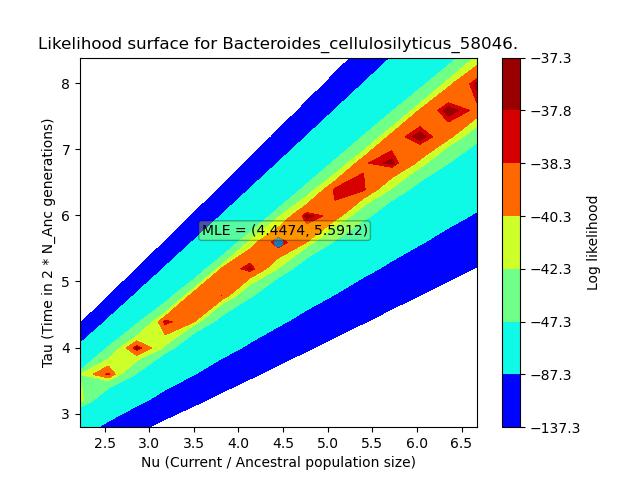 Likelihood surface for Bacteroides_cellulosilyticus_58046.
8
7
6
5
4
3
Tau (Time in 2 * N_Anc generations)
MLE = (4.4474, 5.5912)
2.5 3.0 3.5 4.0 4.5 5.0 5.5 6.0 6.5
Nu (Current / Ancestral population size)
−37.3
−37.8
−38.3
−40.3
−42.3
−47.3
−87.3
−137.3
Log likelihood